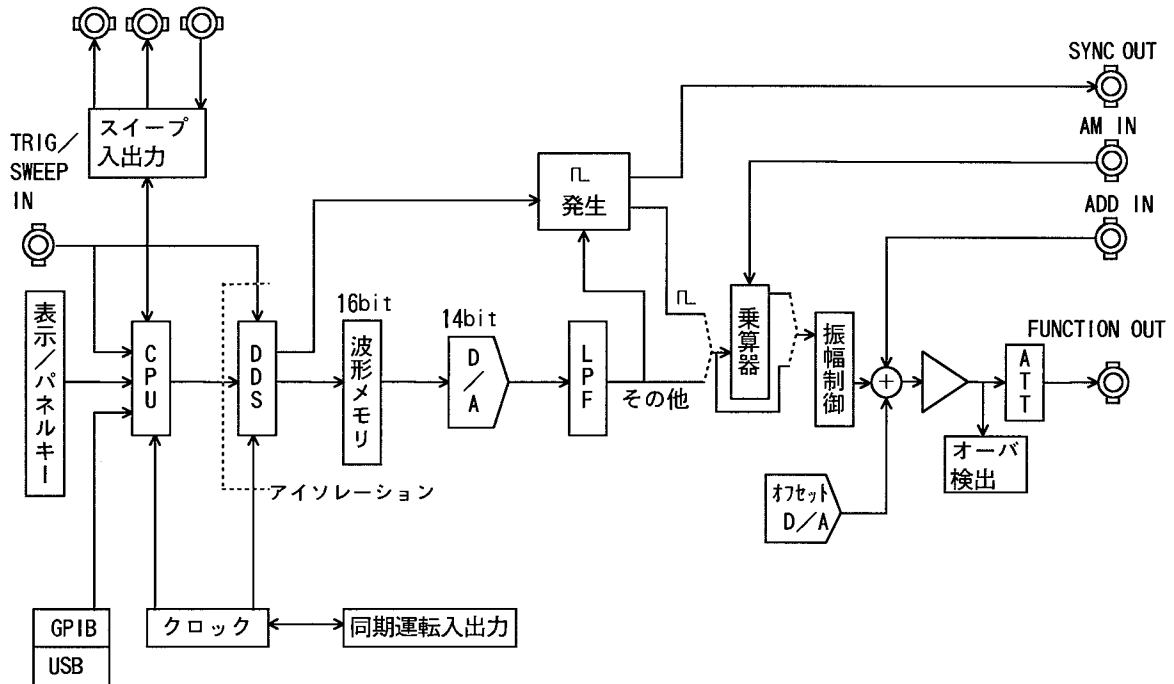 SYNC OUT
AM IN
ADD IN
FUNCTION OUT
TRIG／
SWEEP
IN
スイープ
入出力
発生
表示／パネルキー
CPU
DDS
16bit
波形メモリ
14bit
D／A
LPF
その他
乗算器
振幅制御
+
ATT
オーバ
検出
オフセット
D／A
アイソレーション
GPIB
USB
クロック
同期運転入出力